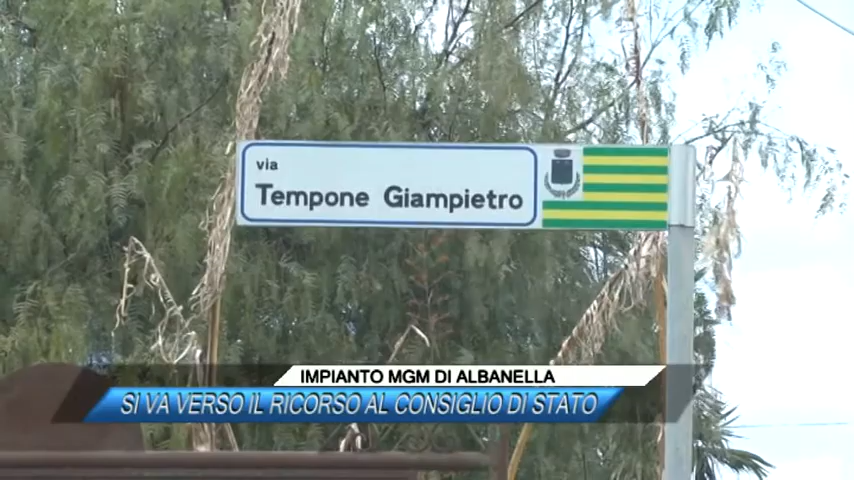 via
Tempone Giampietro
IMPIANTO MGM DI ALBANELLA
SI VA VERSO IL RICORSO AL CONSIGLIO DI STATO